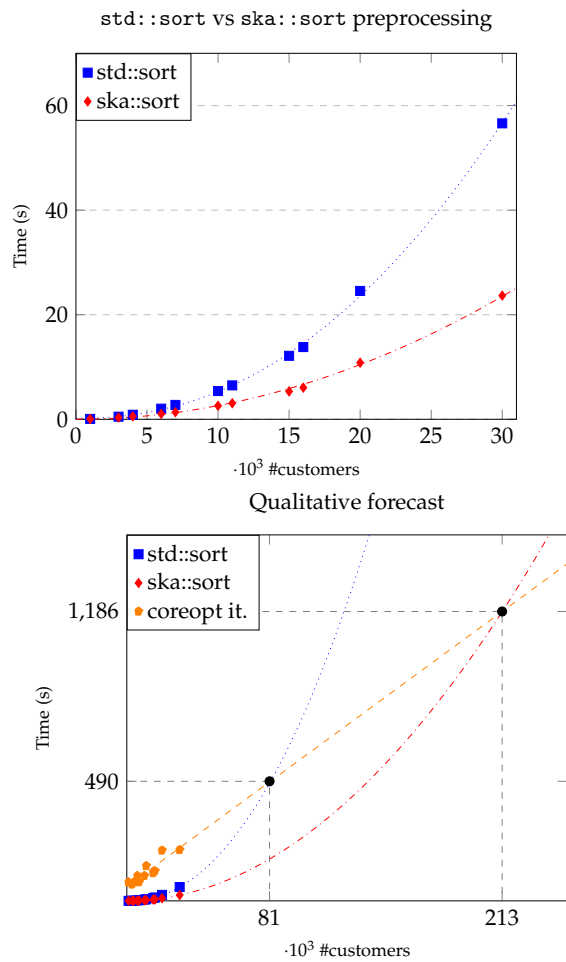 std::sort vs ska::sort preprocessing
std::sort
ska::sort
60
40
20
0
Time (s)
0 5 10 15 20 25 30
·10³ #customers
Qualitative forecast
std::sort
ska::sort
coreopt it.
1,186
490
Time (s)
81 213
·10³ #customers